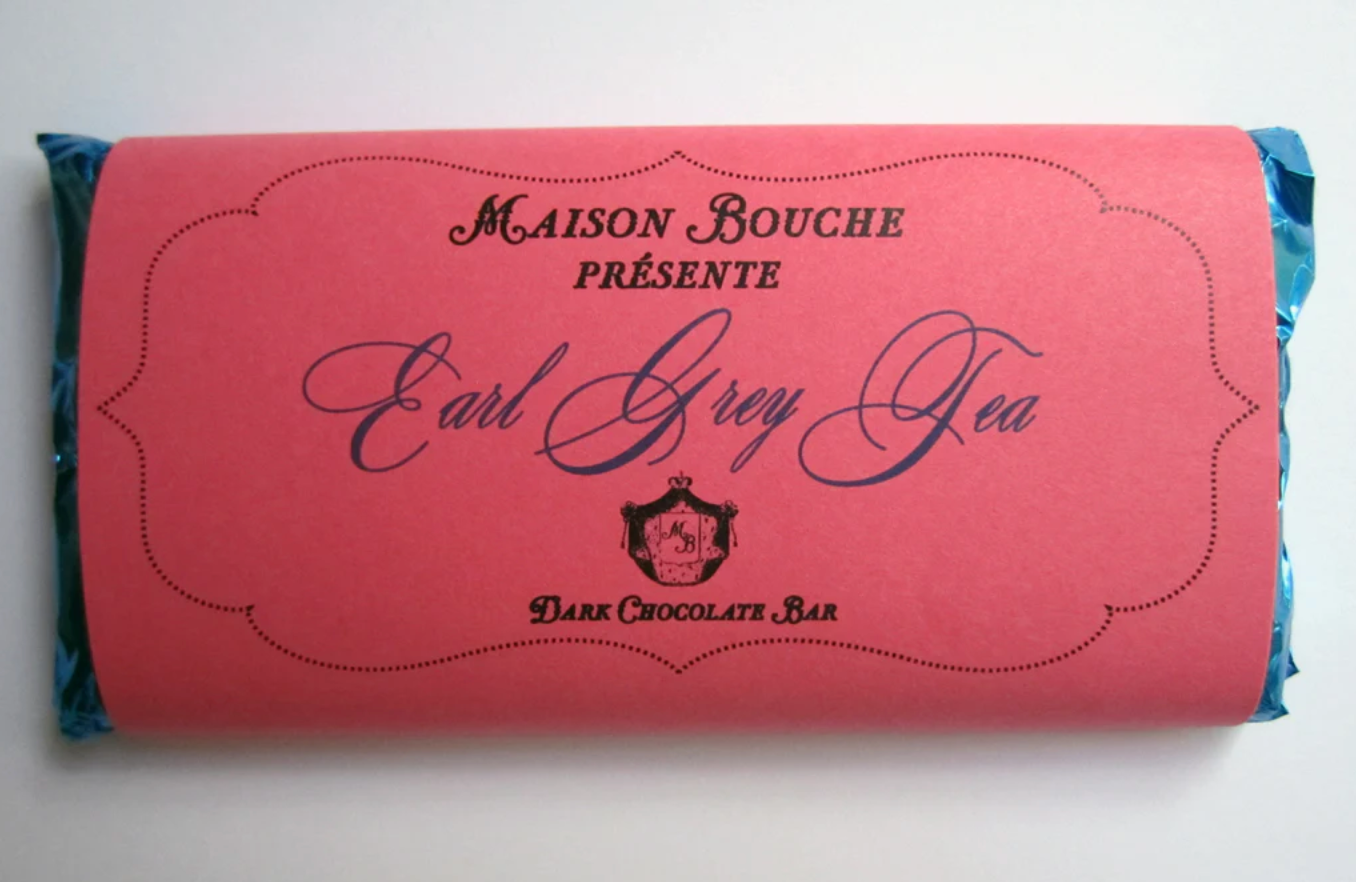 Maison Bouche
présente
Earl Grey Tea
MB
Dark Chocolate Bar